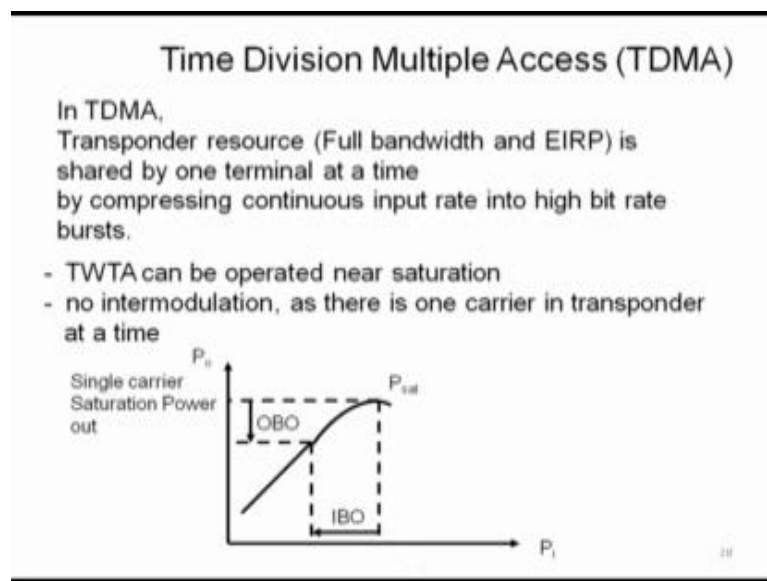 Time Division Multiple Access (TDMA)
In TDMA,
Transponder resource (Full bandwidth and EIRP) is
shared by one terminal at a time
by compressing continuous input rate into high bit rate
bursts.
- TWTA can be operated near saturation
- no intermodulation, as there is one carrier in transponder
at a time
Pₒ
Single carrier
Saturation Power
out
Psat
OBO
IBO
Pᵢ